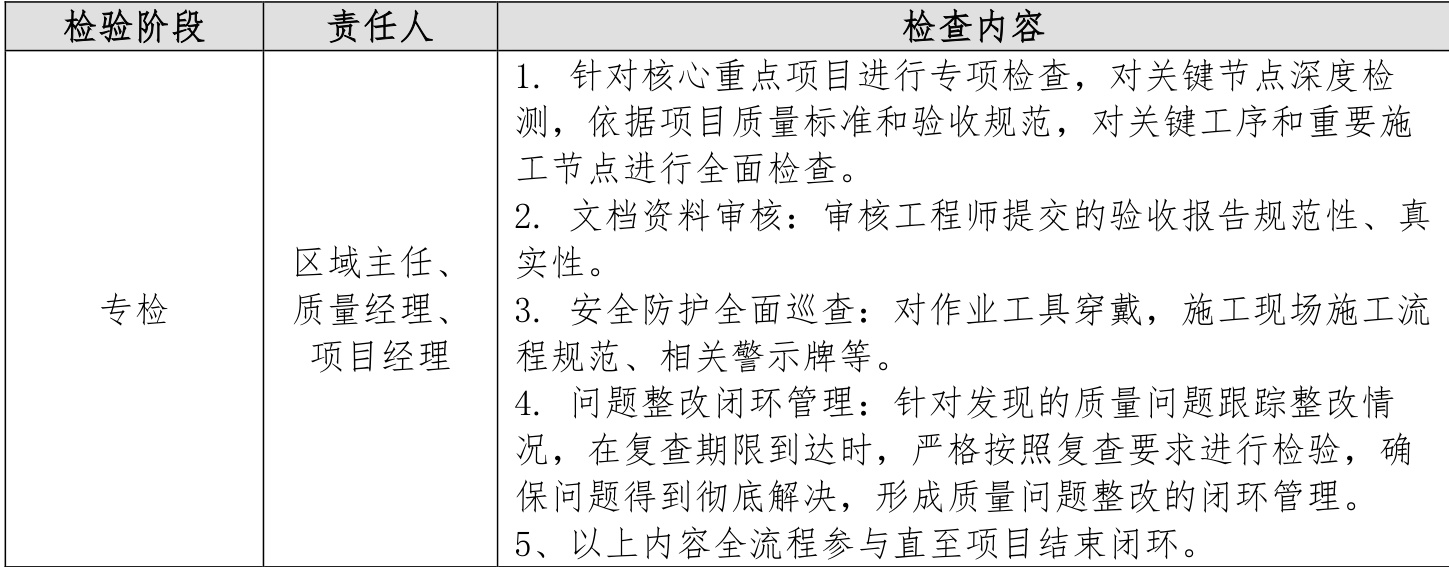 检验阶段 责任人 检查内容
专检
区域主任、
质量经理、
项目经理
1. 针对核心重点项目进行专项检查，对关键节点深度检
测，依据项目质量标准和验收规范，对关键工序和重要施
工节点进行全面检查。
2. 文档资料审核：审核工程师提交的验收报告规范性、真
实性。
3. 安全防护全面巡查：对作业工具穿戴，施工现场施工流
程规范、相关警示牌等。
4. 问题整改闭环管理：针对发现的质量问题跟踪整改情
况，在复查期限到达时，严格按照复查要求进行检验，确
保问题得到彻底解决，形成质量问题整改的闭环管理。
5、以上内容全流程参与直至项目结束闭环。